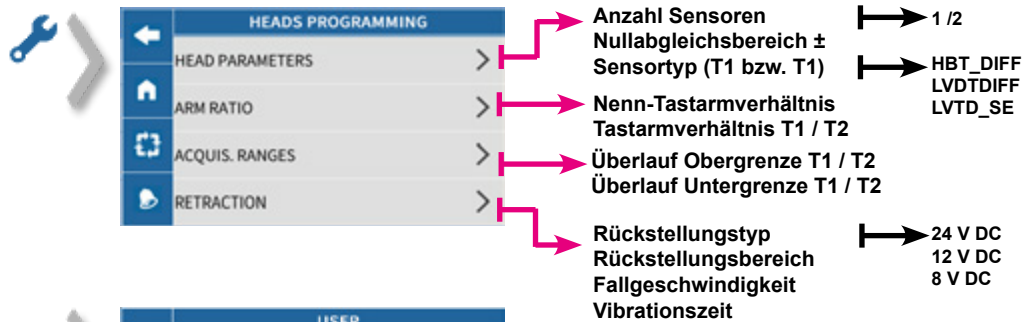 HEADS PROGRAMMING
HEAD PARAMETERS
ARM RATIO
ACQUIS. RANGES
RETRACTION
Anzahl Sensoren
Nullabgleichsbereich ±
Sensortyp (T1 bzw. T1)
1 /2
HBT_DIFF
LVDTDIFF
LVTD_SE
Nenn-Tastarmverhältnis
Tastarmverhältnis T1 / T2
Überlauf Obergrenze T1 / T2
Überlauf Untergrenze T1 / T2
Rückstellungstyp
Rückstellungsbereich
Fallgeschwindigkeit
Vibrationszeit
24 V DC
12 V DC
8 V DC
USER